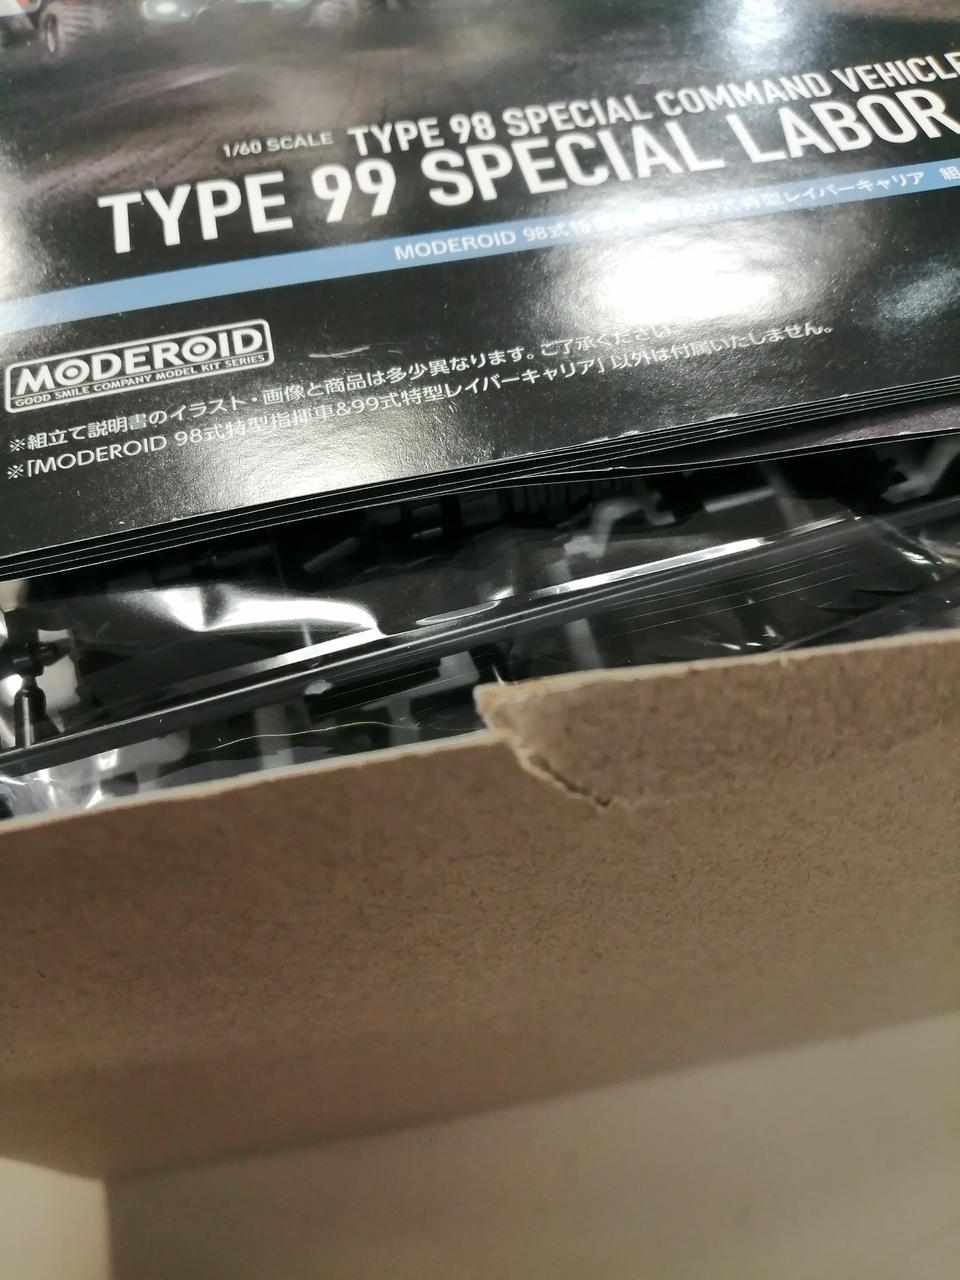 1/60 SCALE TYPE 98 SPECIAL COMMAND VEHICLE
TYPE 99 SPECIAL LABOR
MODEROID 98式特型指揮車&99式特型レイバーキャリア 組
MODEROID
GOOD SMILE COMPANY MODEL KIT SERIES
※組立て説明書のイラスト・画像と商品は多少異なります。ご了承ください。
※「MODEROID 98式特型指揮車&99式特型レイバーキャリア」以外は付属いたしません。